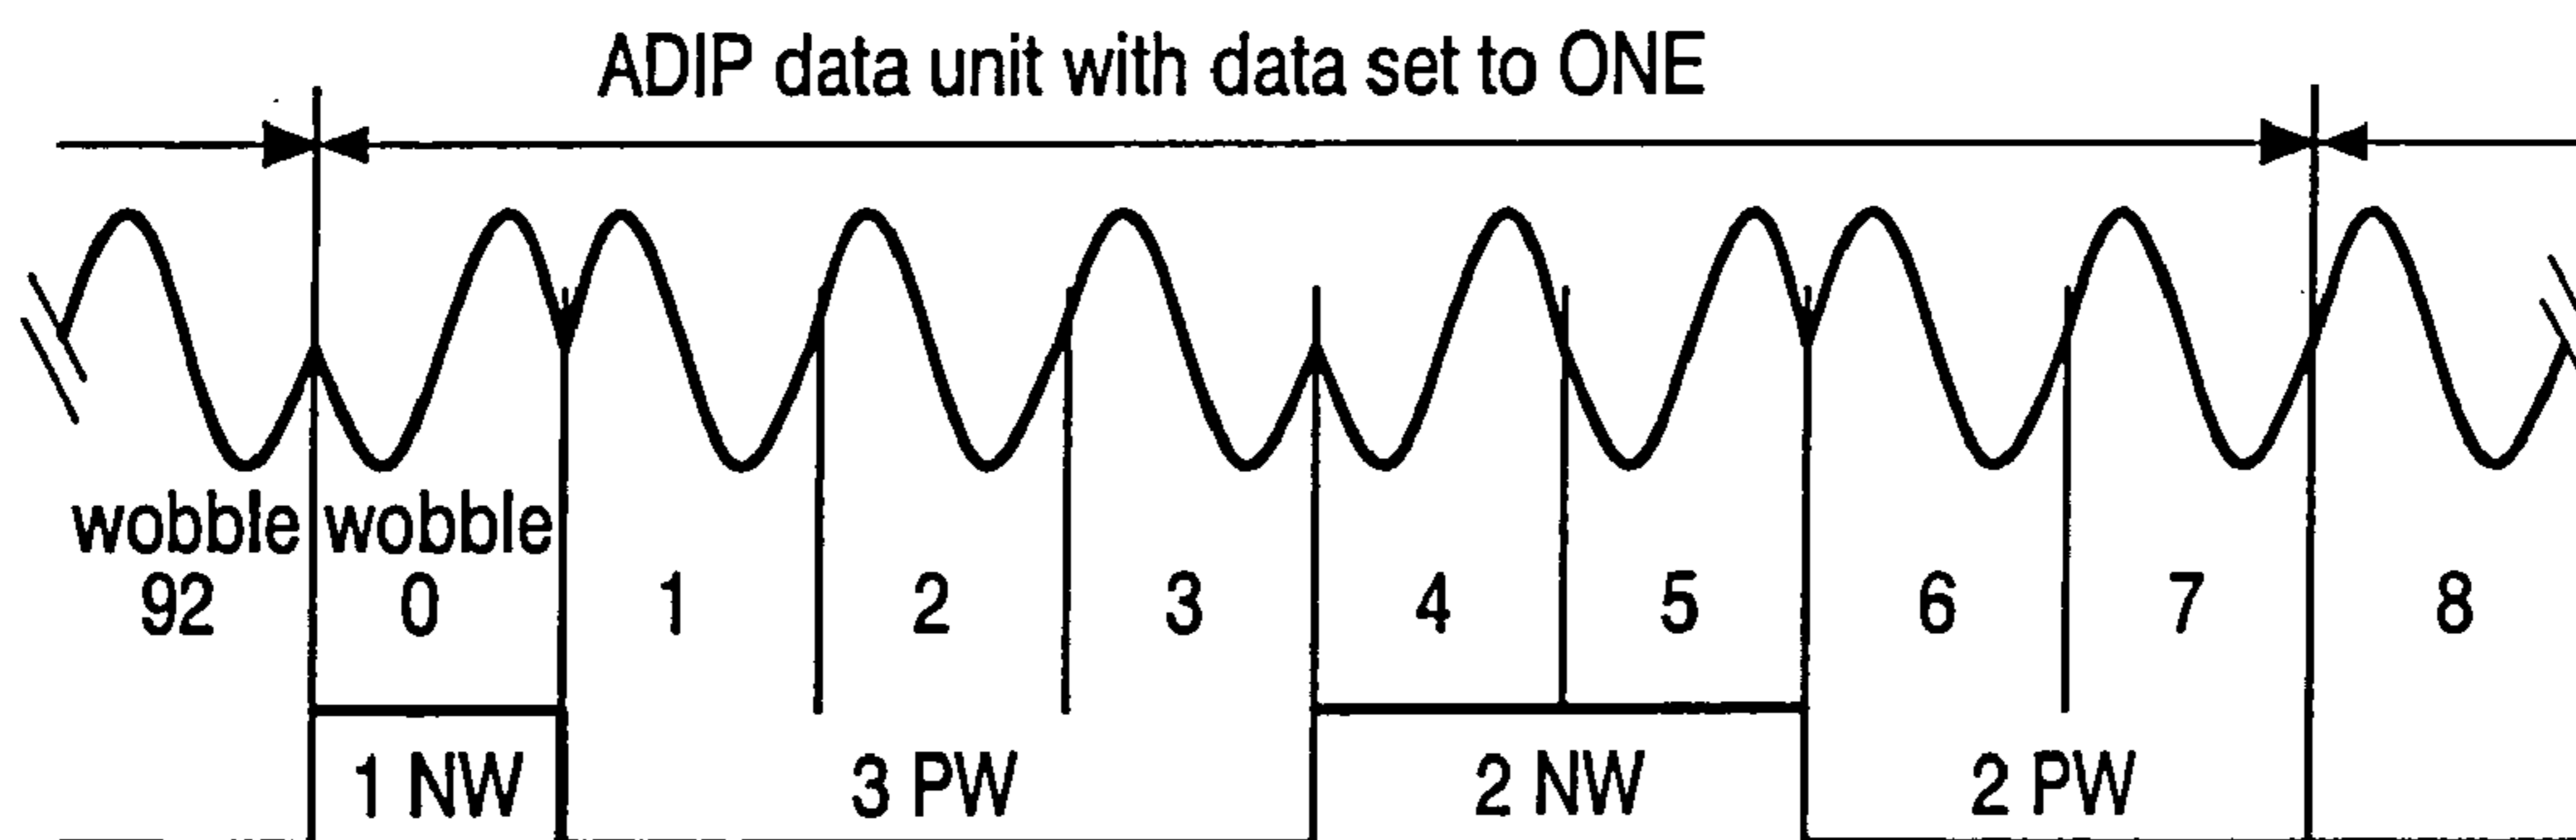 ADIP data unit with data set to ONE
wobble wobble
92 0 1 2 3 4 5 6 7 8
1 NW 3 PW 2 NW 2 PW